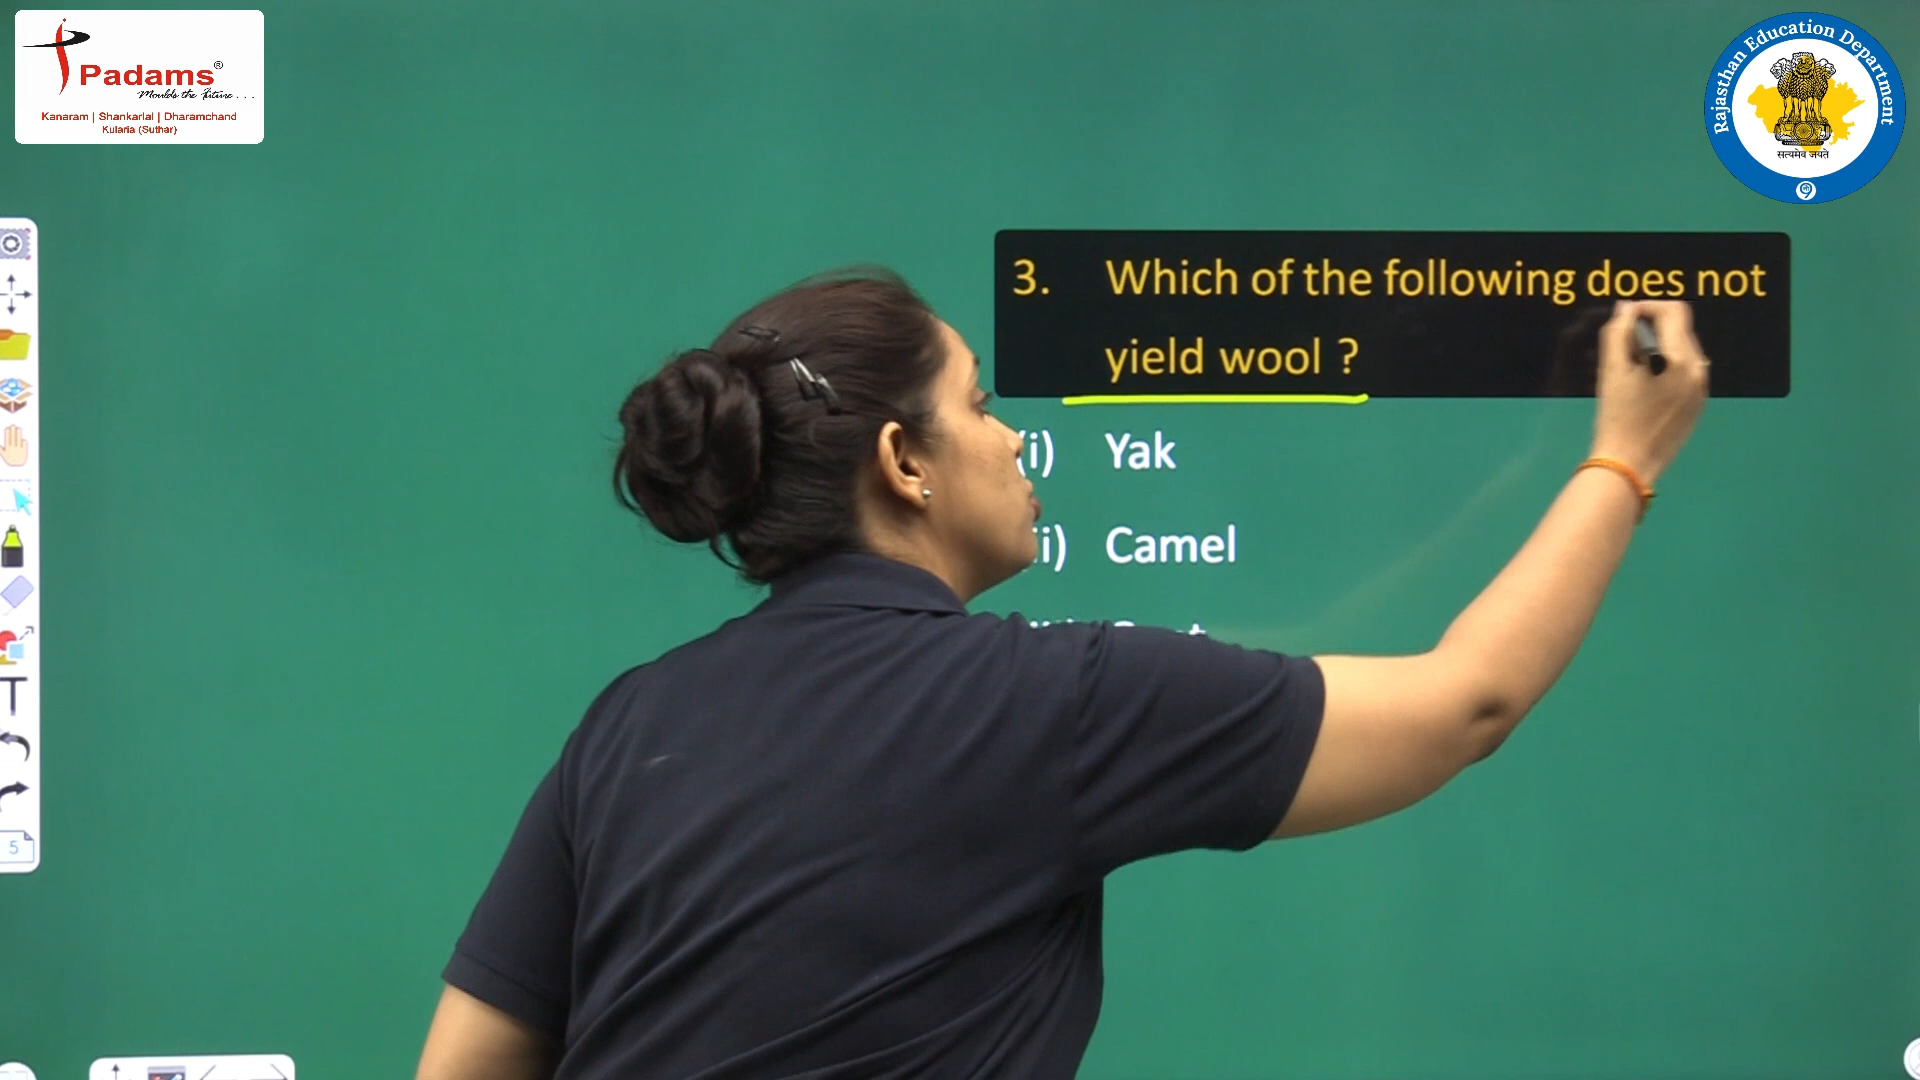 Padams®
Moulds the Future . . .
Kanaram | Shankarlal | Dharamchand
Kularia (Suthar)
Rajasthan Education Department
सत्यमेव जयते
3. Which of the following does not
yield wool ?
(i) Yak
ii) Camel
T
5